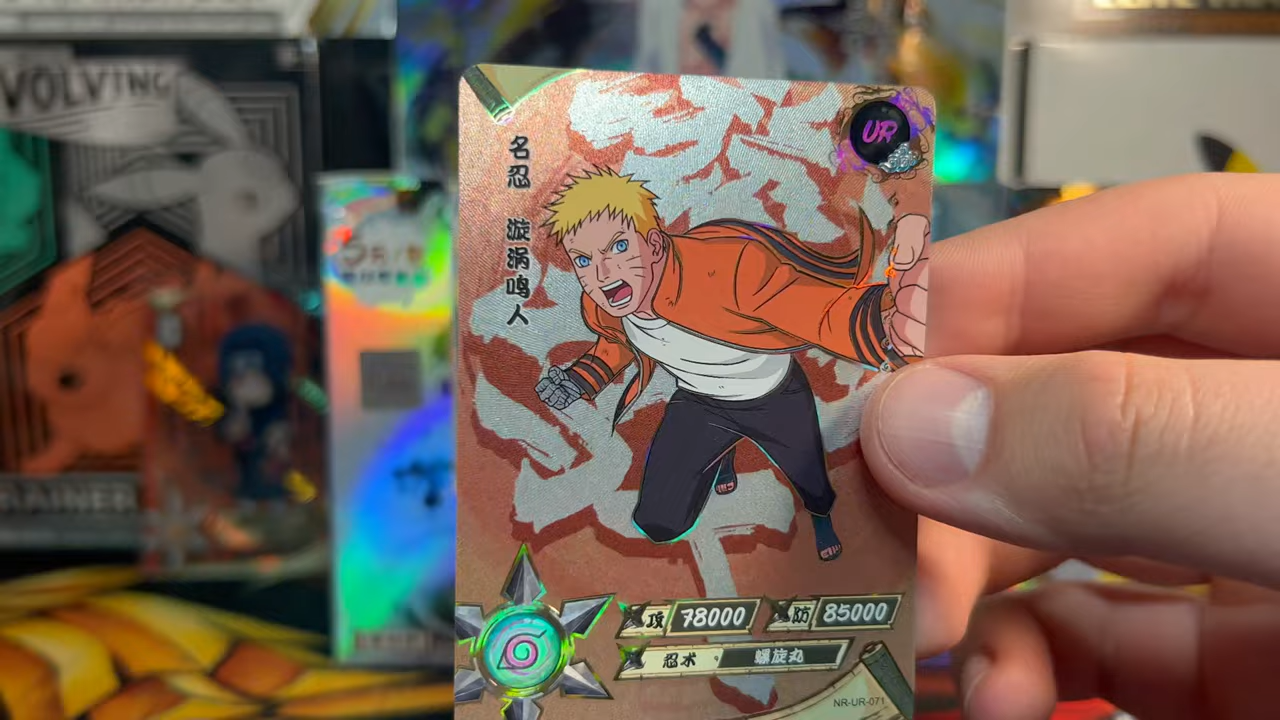 VOLVING
RAINER
UR
名忍 漩涡鸣人
攻 78000 防 85000
忍术 螺旋丸
NR-UR-071